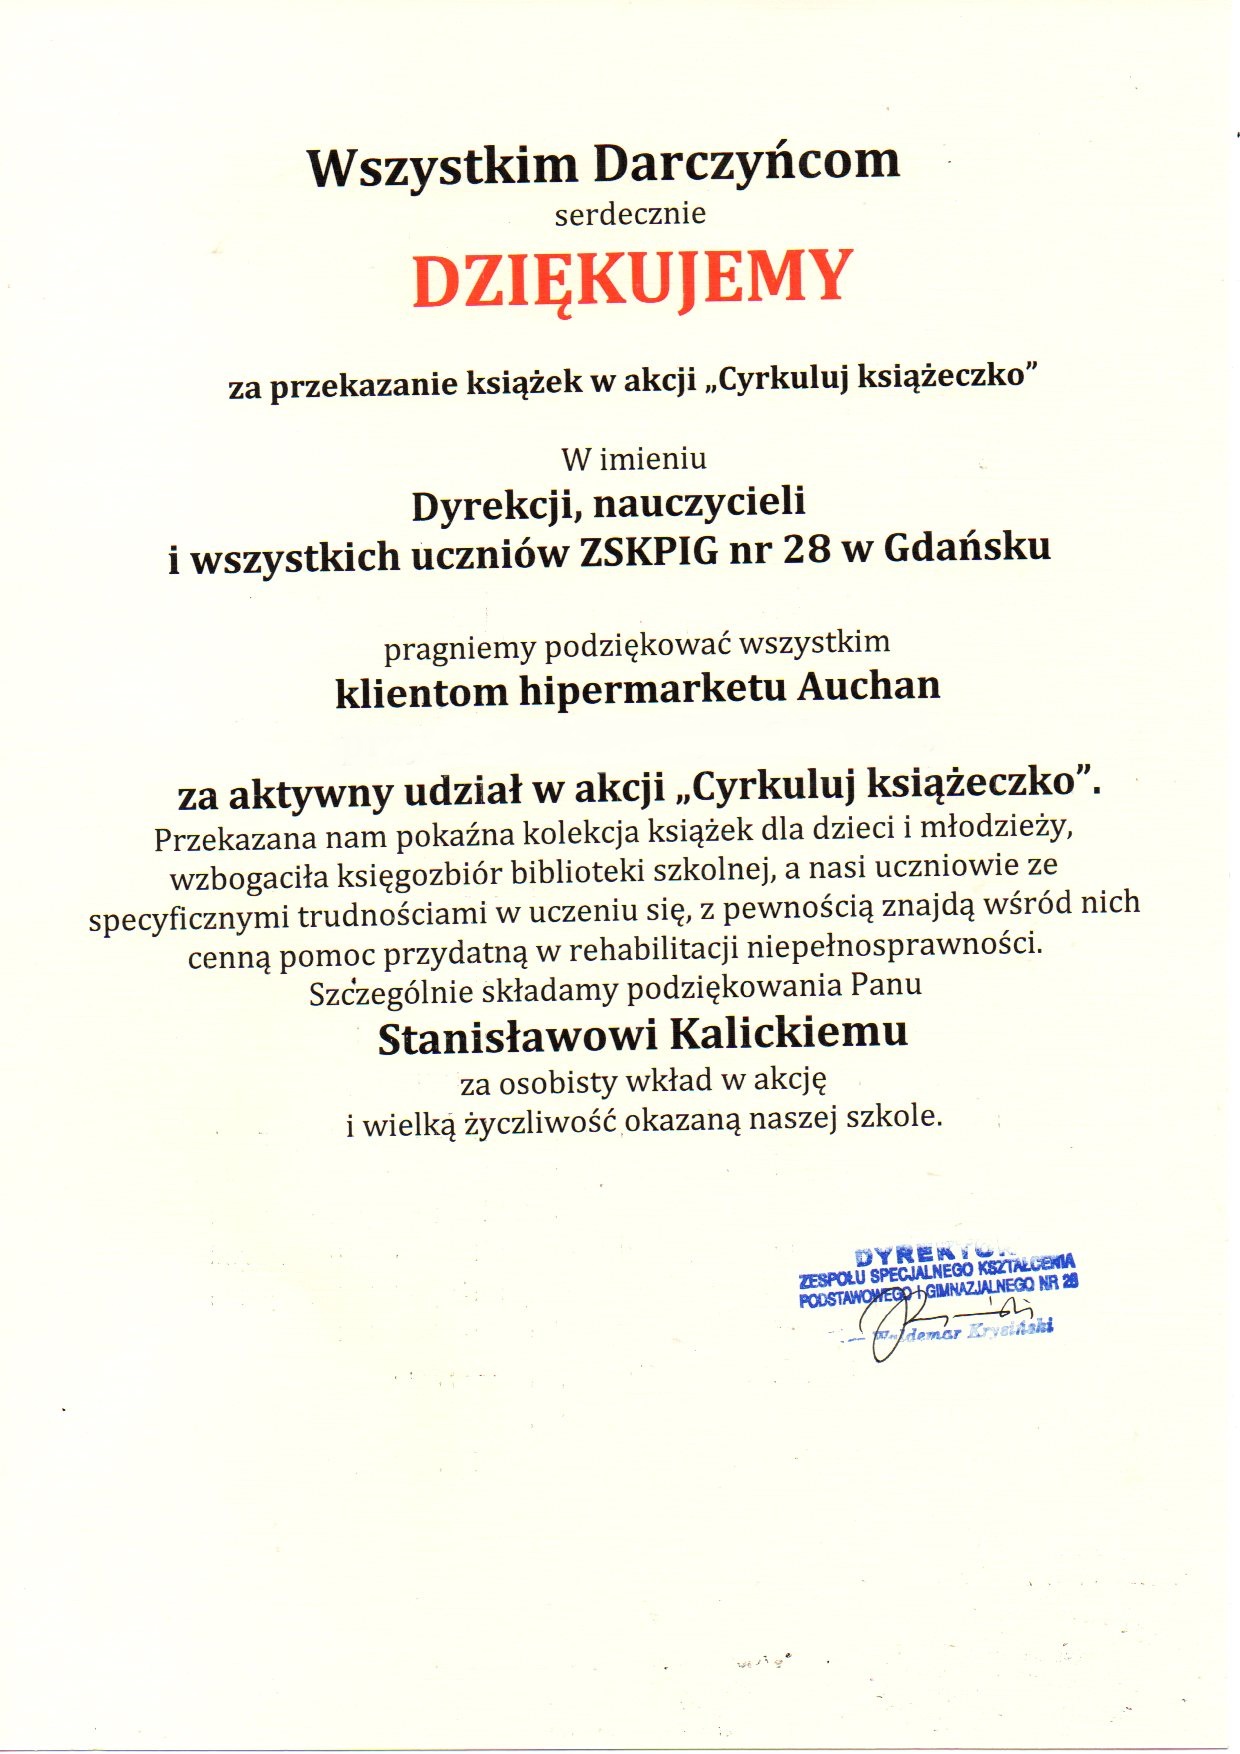 Wszystkim Darczyńcom
serdecznie
DZIĘKUJEMY
za przekazanie książek w akcji „Cyrkuluj książeczko”
W imieniu
Dyrekcji, nauczycieli
i wszystkich uczniów ZSKPIG nr 28 w Gdańsku
pragniemy podziękować wszystkim
klientom hipermarketu Auchan
za aktywny udział w akcji „Cyrkuluj książeczko”.
Przekazana nam pokaźna kolekcja książek dla dzieci i młodzieży,
wzbogaciła księgozbiór biblioteki szkolnej, a nasi uczniowie ze
specyficznymi trudnościami w uczeniu się, z pewnością znajdą wśród nich
cenną pomoc przydatną w rehabilitacji niepełnosprawności.
Szczególnie składamy podziękowania Panu
Stanisławowi Kalickiemu
za osobisty wkład w akcję
i wielką życzliwość okazaną naszej szkole.
DYREKTOR
ZESPOŁU SPECJALNEGO KSZTAŁCENIA
PODSTAWOWEGO I GIMNAZJALNEGO NR 28
Waldemar Krysiński